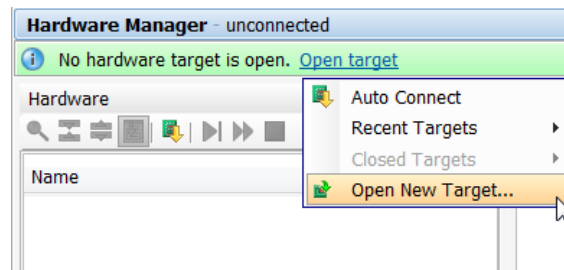 Hardware Manager - unconnected
No hardware target is open. Open target
Hardware
Auto Connect
Recent Targets
Closed Targets
Name
Open New Target...